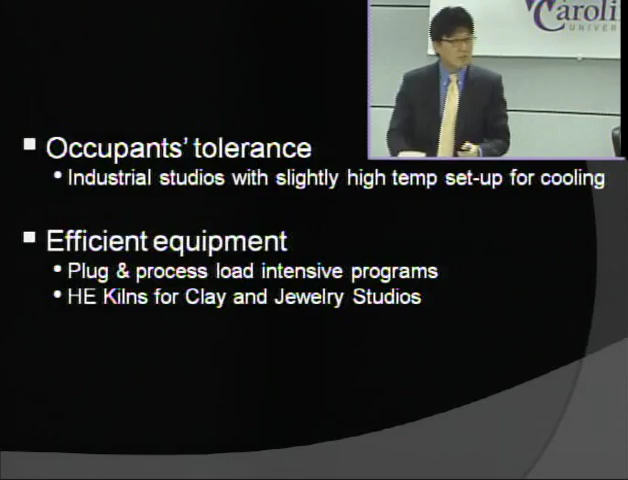 Caroli
UNIVER
Occupants' tolerance
Industrial studios with slightly high temp set-up for cooling
Efficient equipment
Plug & process load intensive programs
HE Kilns for Clay and Jewelry Studios